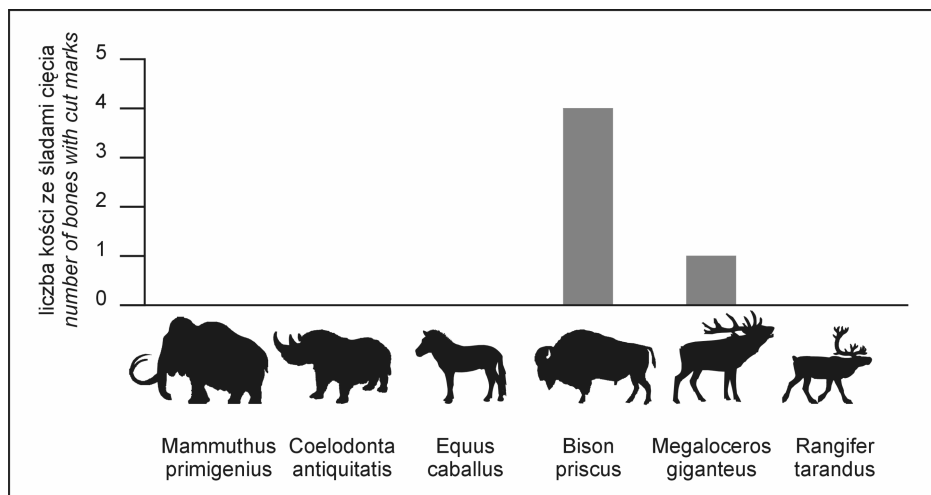 liczba kości ze śladami cięcia
number of bones with cut marks
5
4
3
2
1
0
Mammuthus
primigenius
Coelodonta
antiquitatis
Equus
caballus
Bison
priscus
Megaloceros
giganteus
Rangifer
tarandus